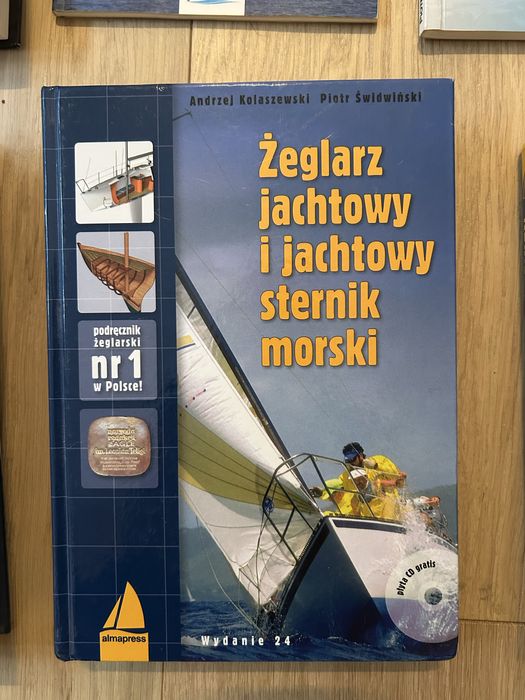 Andrzej Kolaszewski Piotr Świdwiński
Żeglarz
jachtowy
i jachtowy
sternik
morski
podręcznik
żeglarski
nr 1
w Polsce!
płyta CD gratis
Wydanie 24
almapress